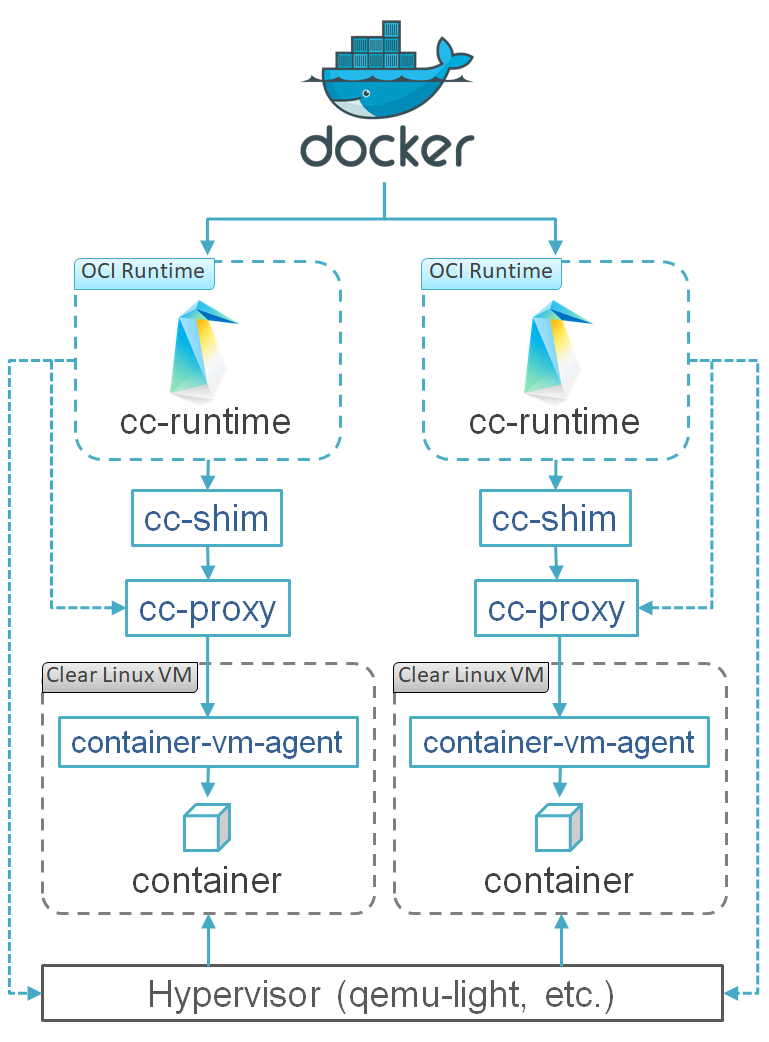 docker
OCI Runtime
OCI Runtime
cc-runtime
cc-runtime
cc-shim
cc-shim
cc-proxy
cc-proxy
Clear Linux VM
Clear Linux VM
container-vm-agent
container-vm-agent
container
container
Hypervisor (qemu-light, etc.)